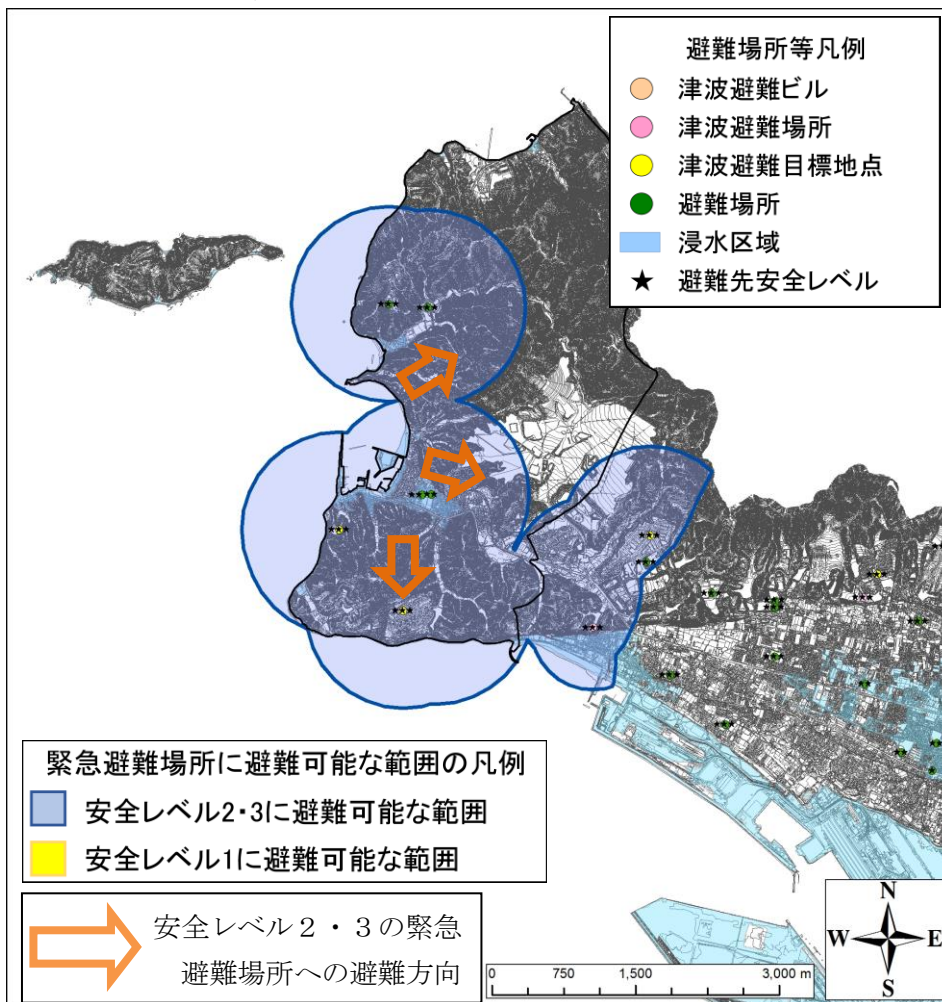 避難場所等凡例
津波避難ビル
津波避難場所
津波避難目標地点
避難場所
浸水区域
★ 避難先安全レベル
緊急避難場所に避難可能な範囲の凡例
安全レベル2・3に避難可能な範囲
安全レベル1に避難可能な範囲
安全レベル２・３の緊急
避難場所への避難方向
0 750 1,500 3,000 m
N
W E
S